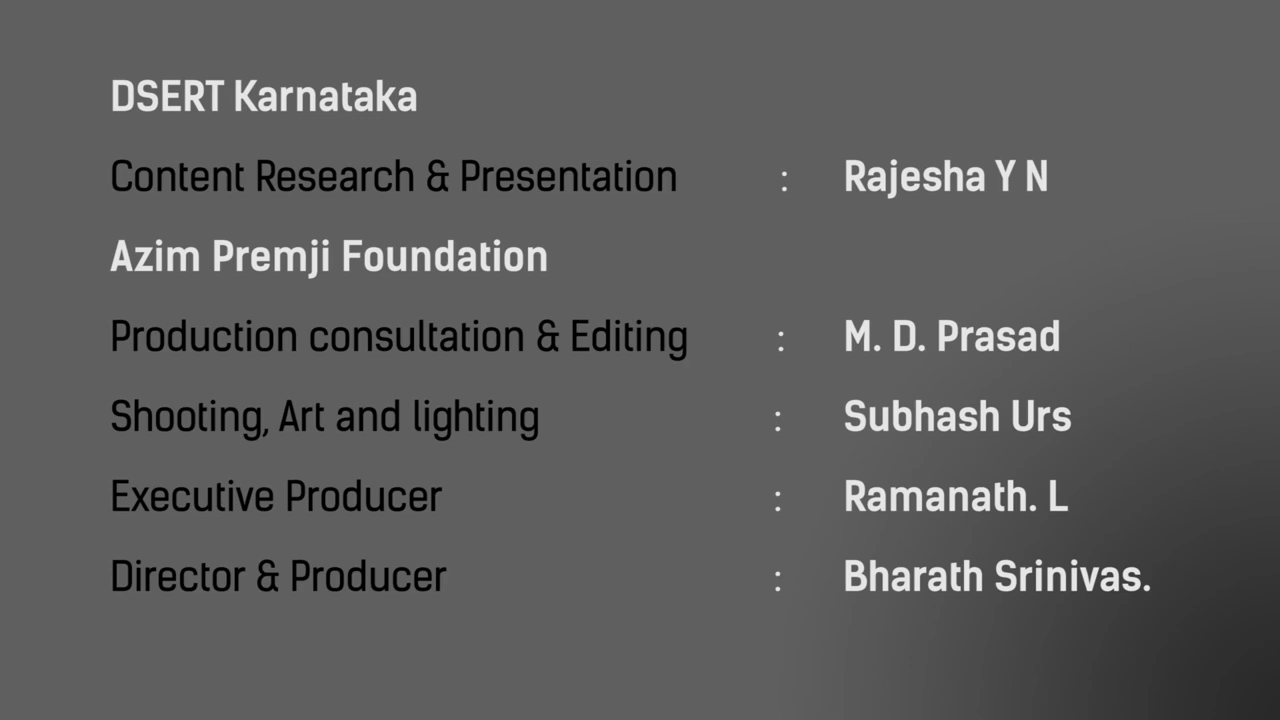 DSERT Karnataka
Content Research & Presentation : Rajesha Y N
Azim Premji Foundation
Production consultation & Editing : M. D. Prasad
Shooting, Art and lighting : Subhash Urs
Executive Producer : Ramanath. L
Director & Producer : Bharath Srinivas.